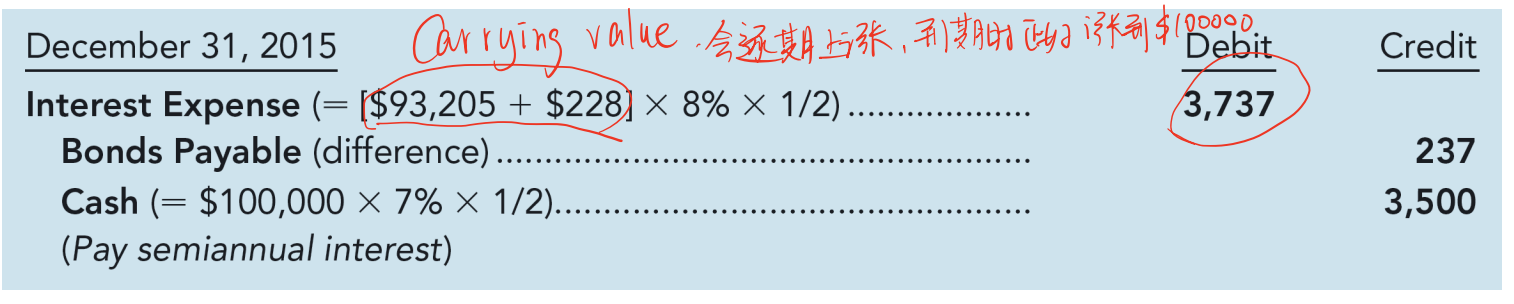 Carrying value. 会逐期上涨,到期时正好涨到$100000
December 31, 2015 Debit Credit
Interest Expense (= [$93,205 + $228] × 8% × 1/2) ................... 3,737
Bonds Payable (difference) ........................................................ 237
Cash (= $100,000 × 7% × 1/2)................................................. 3,500
(Pay semiannual interest)